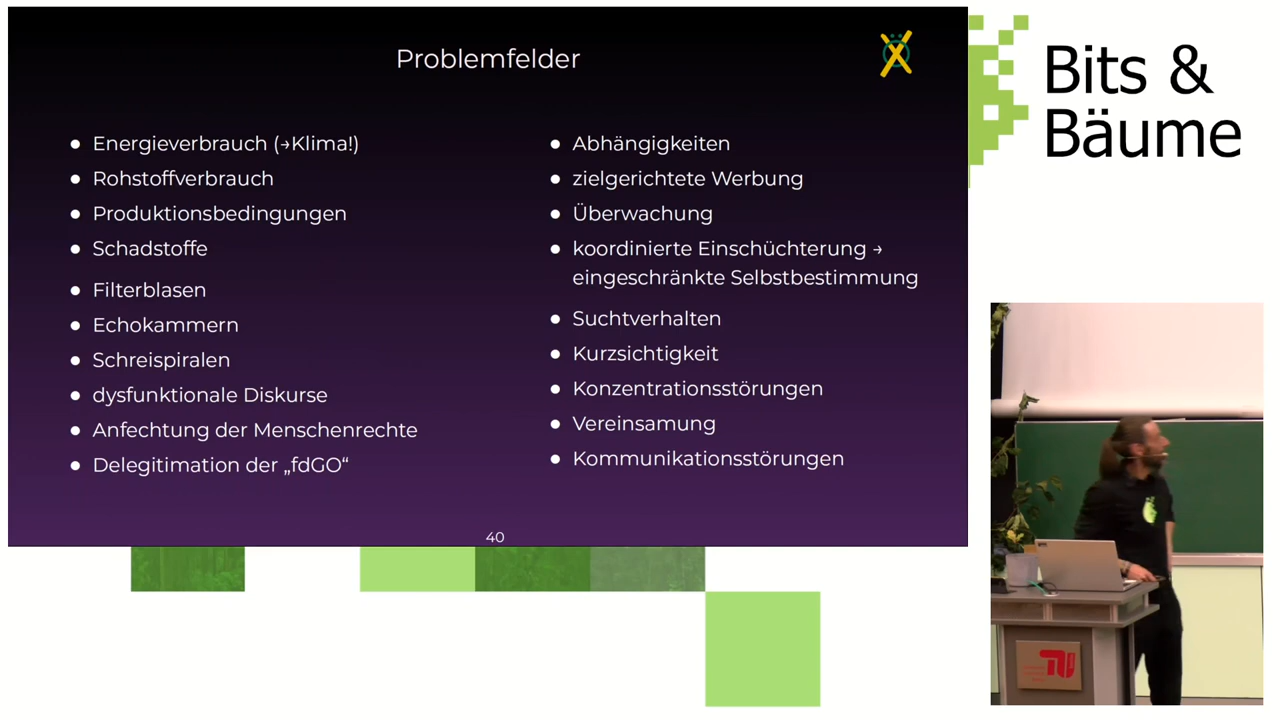 Problemfelder
Energieverbrauch (→Klima!)
Rohstoffverbrauch
Produktionsbedingungen
Schadstoffe
Filterblasen
Echokammern
Schreispiralen
dysfunktionale Diskurse
Anfechtung der Menschenrechte
Delegitimation der „fdGO“
Abhängigkeiten
zielgerichtete Werbung
Überwachung
koordinierte Einschüchterung →
eingeschränkte Selbstbestimmung
Suchtverhalten
Kurzsichtigkeit
Konzentrationsstörungen
Vereinsamung
Kommunikationsstörungen
40
Bits &
Bäume